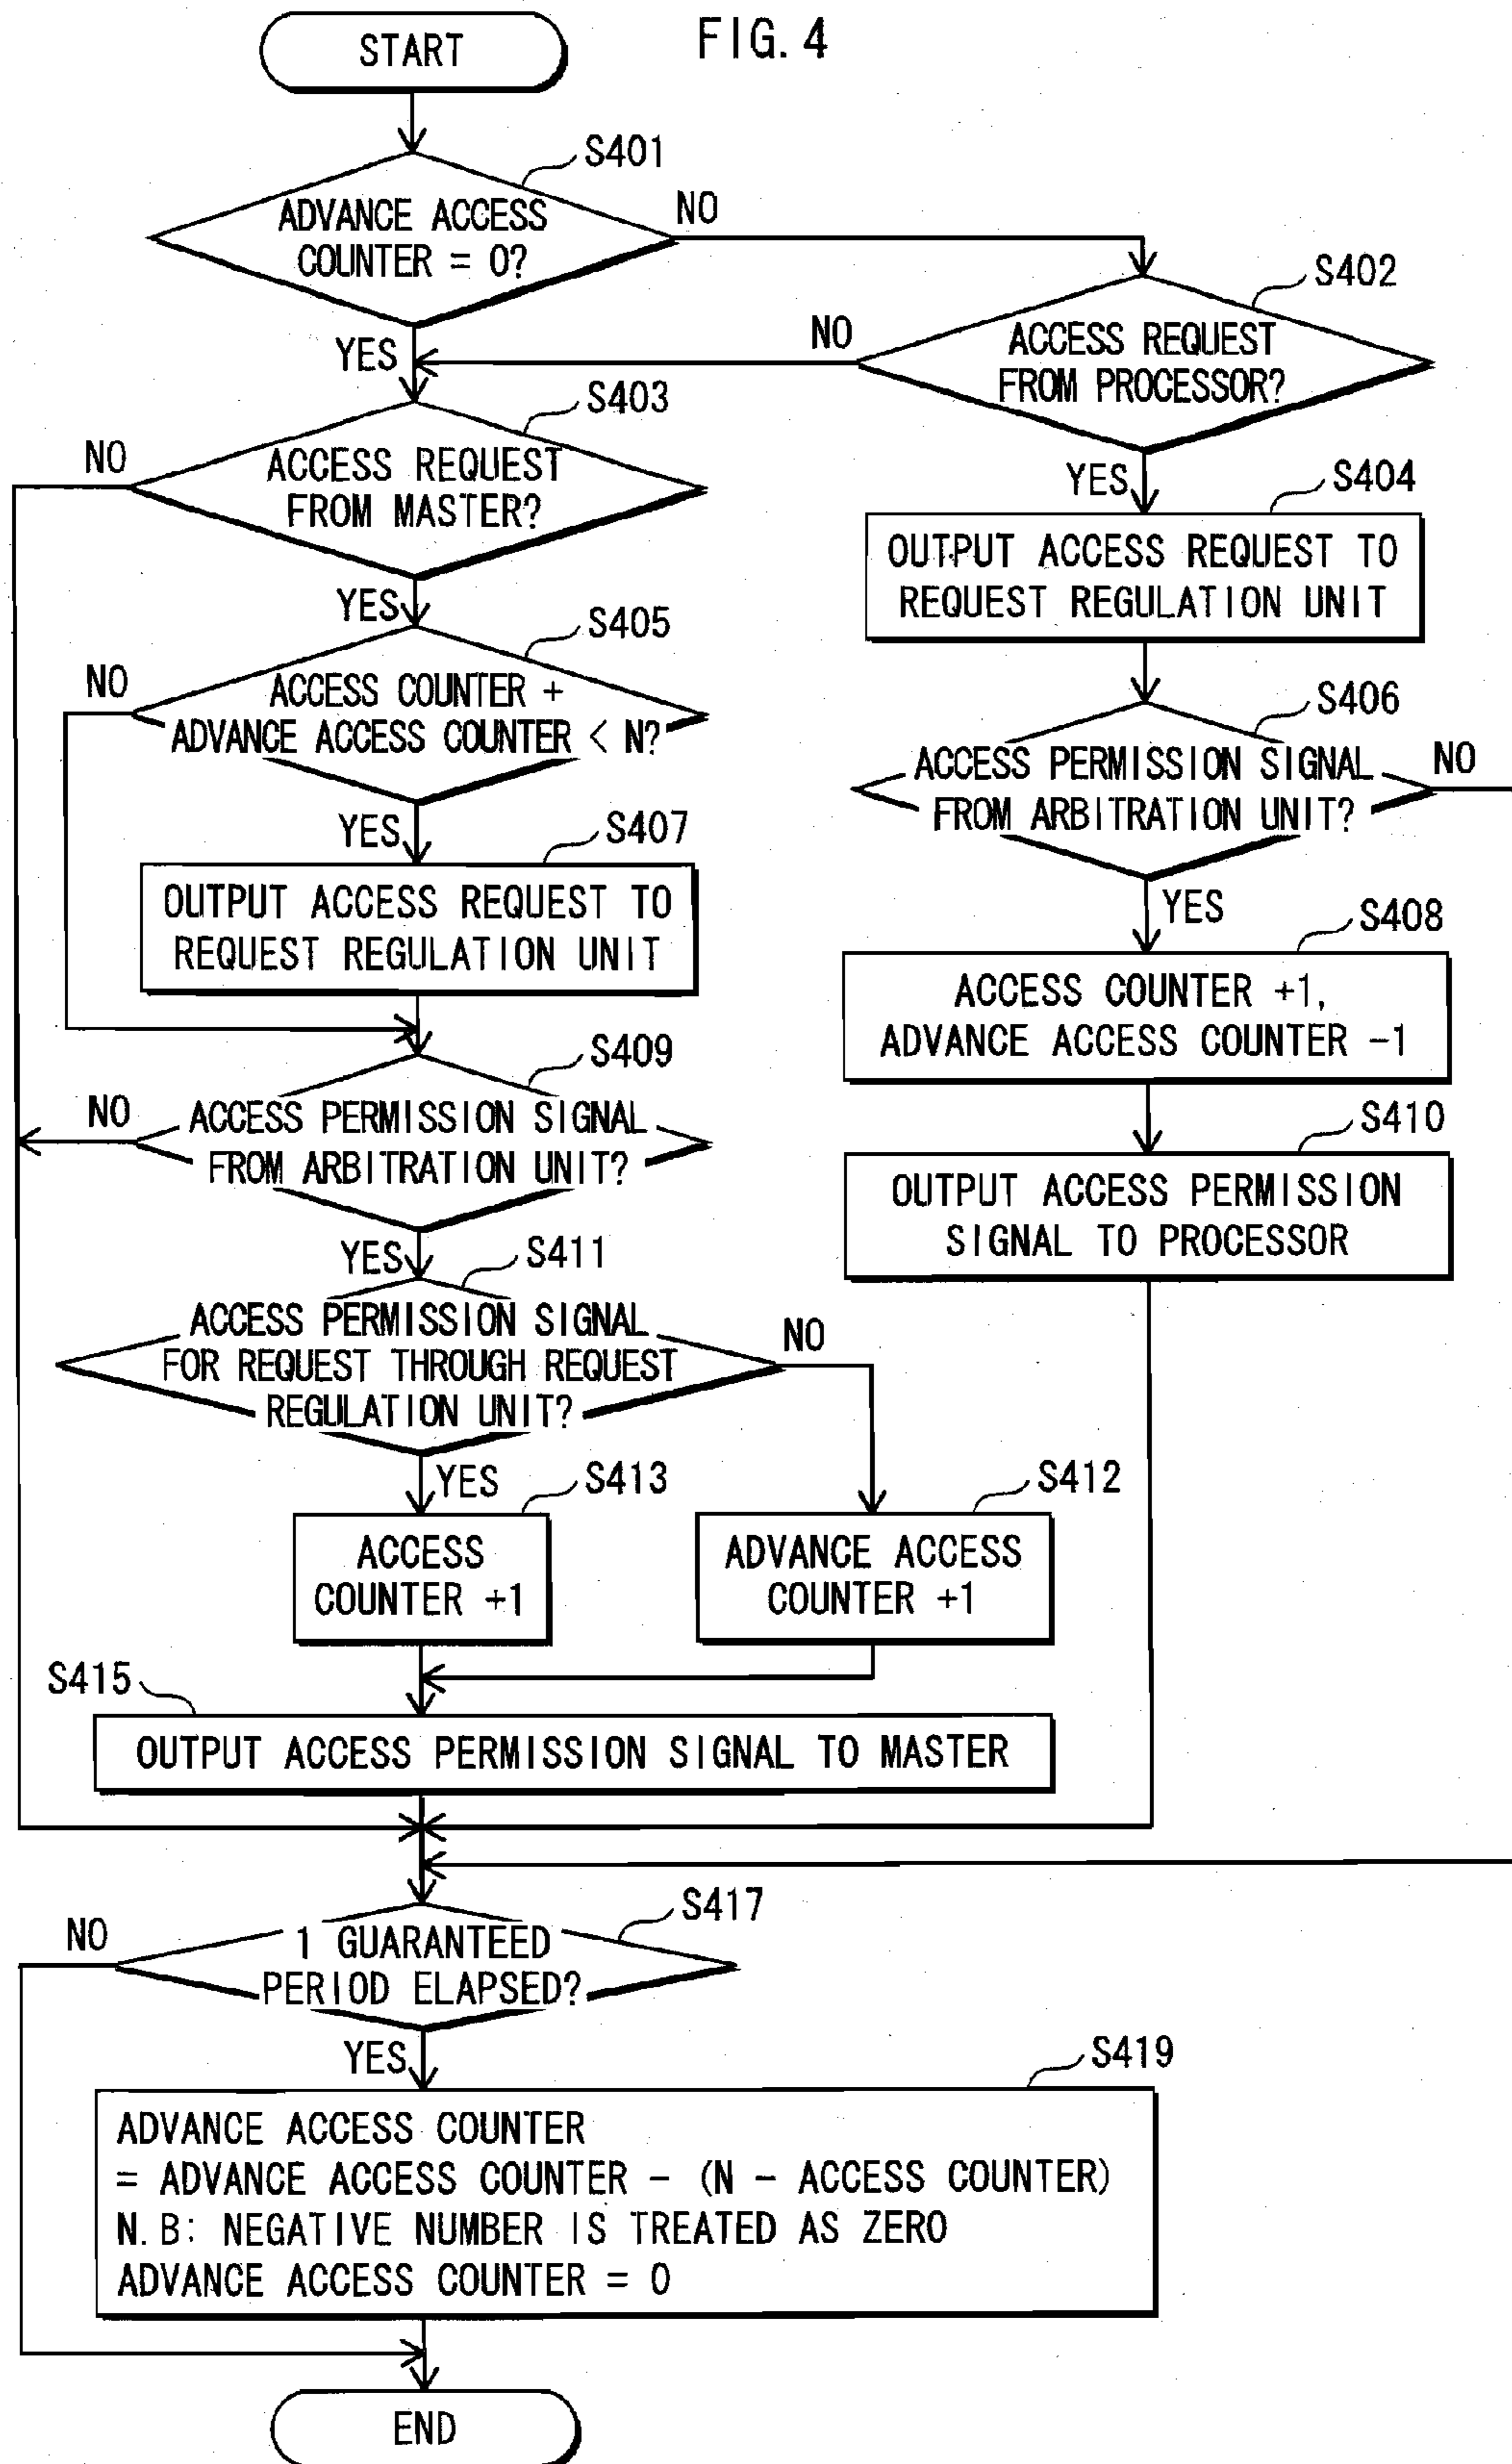 FIG. 4
START
S401
ADVANCE ACCESS
COUNTER = 0?
NO
S402
ACCESS REQUEST
FROM PROCESSOR?
NO
YES
S403
ACCESS REQUEST
FROM MASTER?
NO
YES
S404
OUTPUT ACCESS REQUEST TO
REQUEST REGULATION UNIT
YES
S405
ACCESS COUNTER +
ADVANCE ACCESS COUNTER < N?
NO
S406
ACCESS PERMISSION SIGNAL
FROM ARBITRATION UNIT?
NO
YES
S407
OUTPUT ACCESS REQUEST TO
REQUEST REGULATION UNIT
YES
S408
ACCESS COUNTER +1,
ADVANCE ACCESS COUNTER -1
S409
ACCESS PERMISSION SIGNAL
FROM ARBITRATION UNIT?
NO
S410
OUTPUT ACCESS PERMISSION
SIGNAL TO PROCESSOR
YES
S411
ACCESS PERMISSION SIGNAL
FOR REQUEST THROUGH REQUEST
REGULATION UNIT?
NO
YES
S413
ACCESS
COUNTER +1
S412
ADVANCE ACCESS
COUNTER +1
S415
OUTPUT ACCESS PERMISSION SIGNAL TO MASTER
S417
1 GUARANTEED
PERIOD ELAPSED?
NO
YES
S419
ADVANCE ACCESS COUNTER
= ADVANCE ACCESS COUNTER - (N - ACCESS COUNTER)
N.B: NEGATIVE NUMBER IS TREATED AS ZERO
ADVANCE ACCESS COUNTER = 0
END